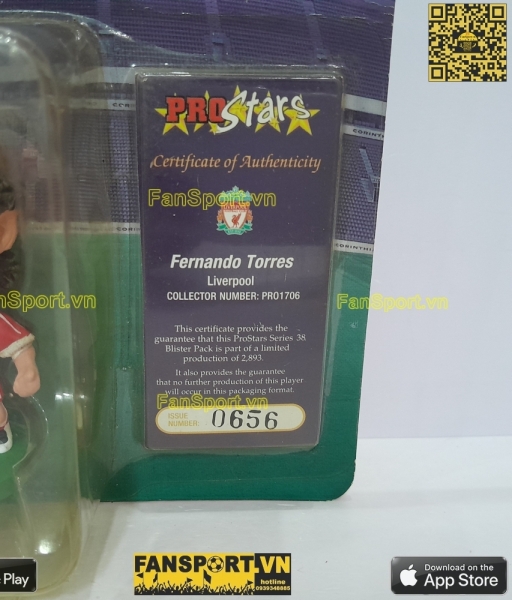 PROStars
Certificate of Authenticity
FanSport.vn
Fernando Torres
Liverpool
COLLECTOR NUMBER: PRO1706
FanSport.vn
FanSport.vn
This certificate provides the
guarantee that this ProStars Series 38
Blister Pack is part of a limited
production of 2,893.
It also provides the guarantee
that no further production of this player
will occur in this packaging format.
FanSport.vn
ISSUE
NUMBER:
0656
Play
FANSPORT.VN
hotline
0939346085
Download on the
App Store